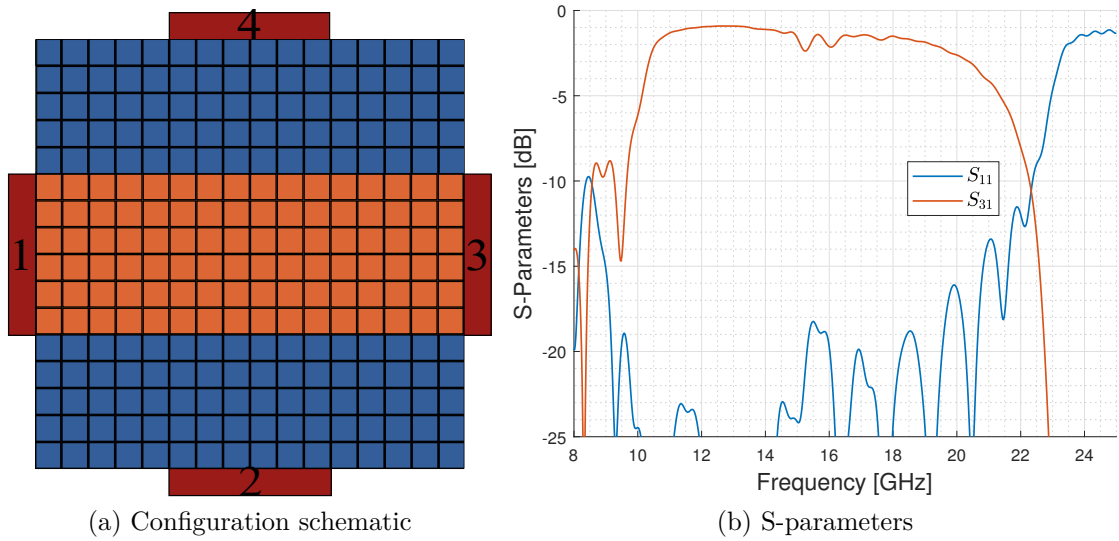 4
1
3
2
(a) Configuration schematic
0
-5
-10
-15
-20
-25
S-Parameters [dB]
S11
S31
8 10 12 14 16 18 20 22 24
Frequency [GHz]
(b) S-parameters